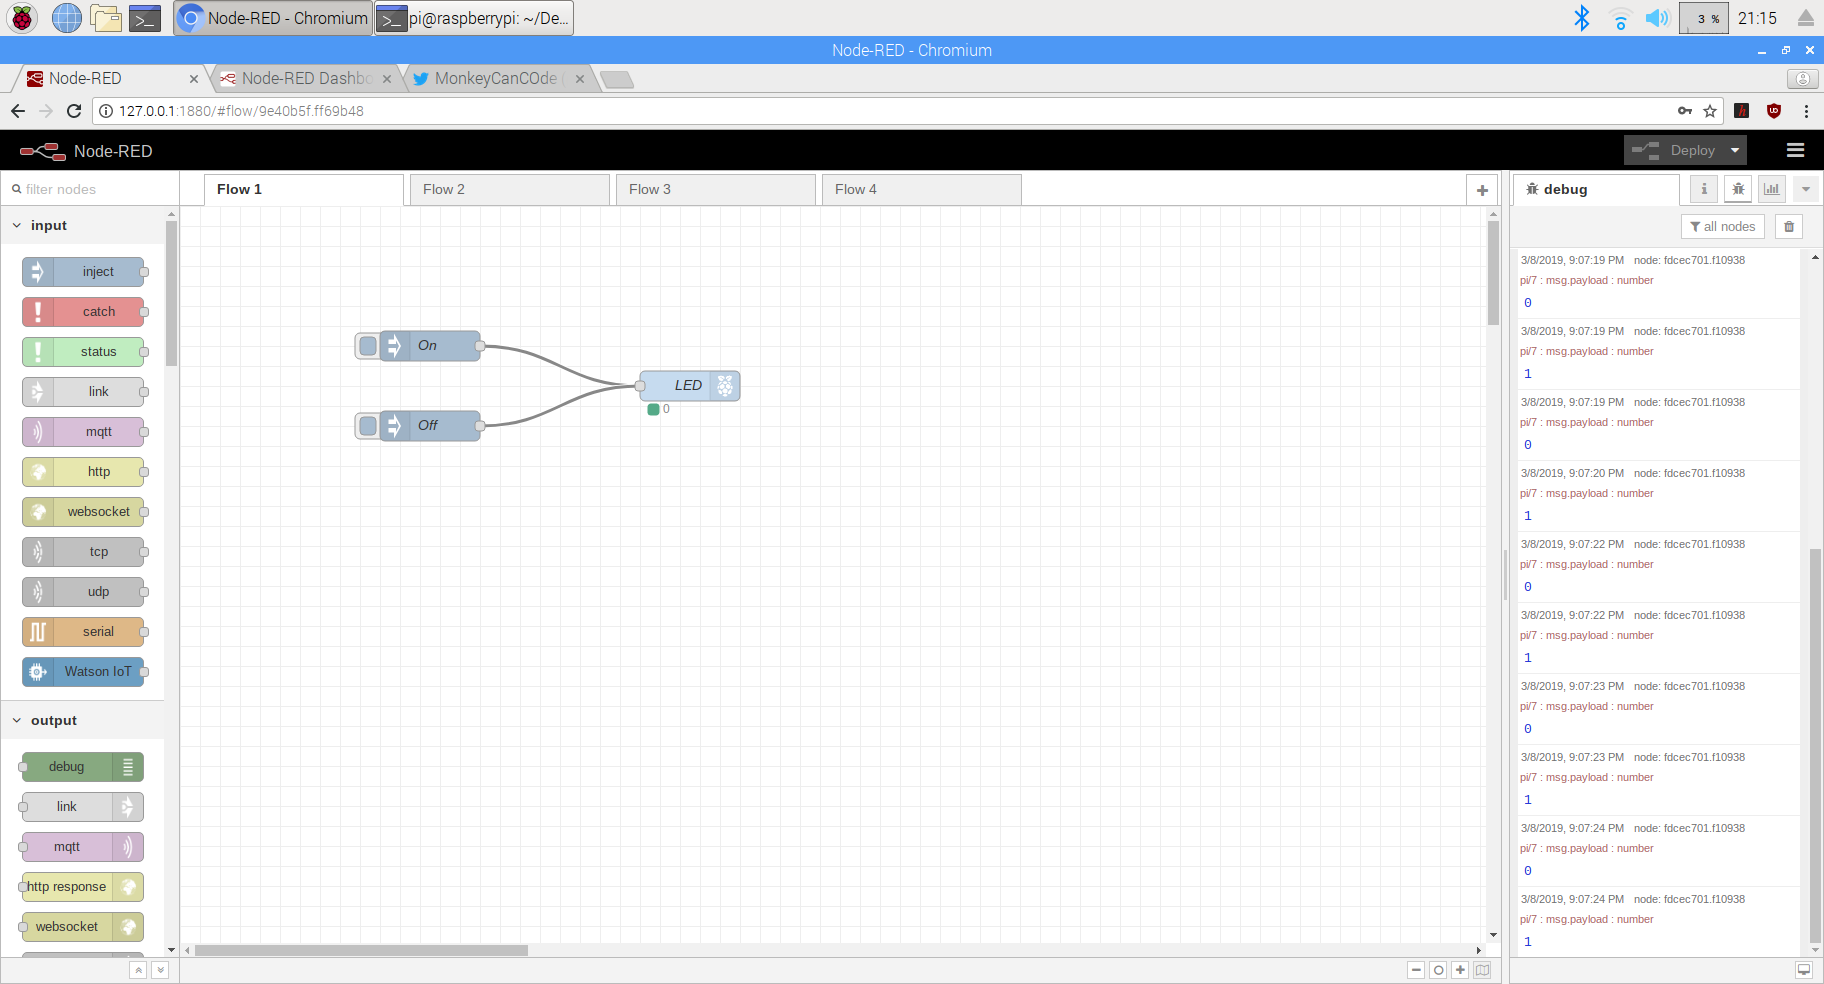 Node-RED - Chromium
pi@raspberrypi: ~/De...
3 %
21:15
Node-RED - Chromium
Node-RED
Node-RED Dashbo
MonkeyCanCOde
127.0.0.1:1880/#flow/9e40b5f.ff69b48
Node-RED
Deploy
filter nodes
Flow 1
Flow 2
Flow 3
Flow 4
debug
all nodes
input
inject
catch
status
link
mqtt
http
websocket
tcp
udp
serial
Watson IoT
output
debug
link
mqtt
http response
websocket
On
Off
LED
0
3/8/2019, 9:07:19 PM node: fdcec701.f10938
pi/7 : msg.payload : number
0
3/8/2019, 9:07:19 PM node: fdcec701.f10938
pi/7 : msg.payload : number
1
3/8/2019, 9:07:19 PM node: fdcec701.f10938
pi/7 : msg.payload : number
0
3/8/2019, 9:07:20 PM node: fdcec701.f10938
pi/7 : msg.payload : number
1
3/8/2019, 9:07:22 PM node: fdcec701.f10938
pi/7 : msg.payload : number
0
3/8/2019, 9:07:22 PM node: fdcec701.f10938
pi/7 : msg.payload : number
1
3/8/2019, 9:07:23 PM node: fdcec701.f10938
pi/7 : msg.payload : number
0
3/8/2019, 9:07:23 PM node: fdcec701.f10938
pi/7 : msg.payload : number
1
3/8/2019, 9:07:24 PM node: fdcec701.f10938
pi/7 : msg.payload : number
0
3/8/2019, 9:07:24 PM node: fdcec701.f10938
pi/7 : msg.payload : number
1